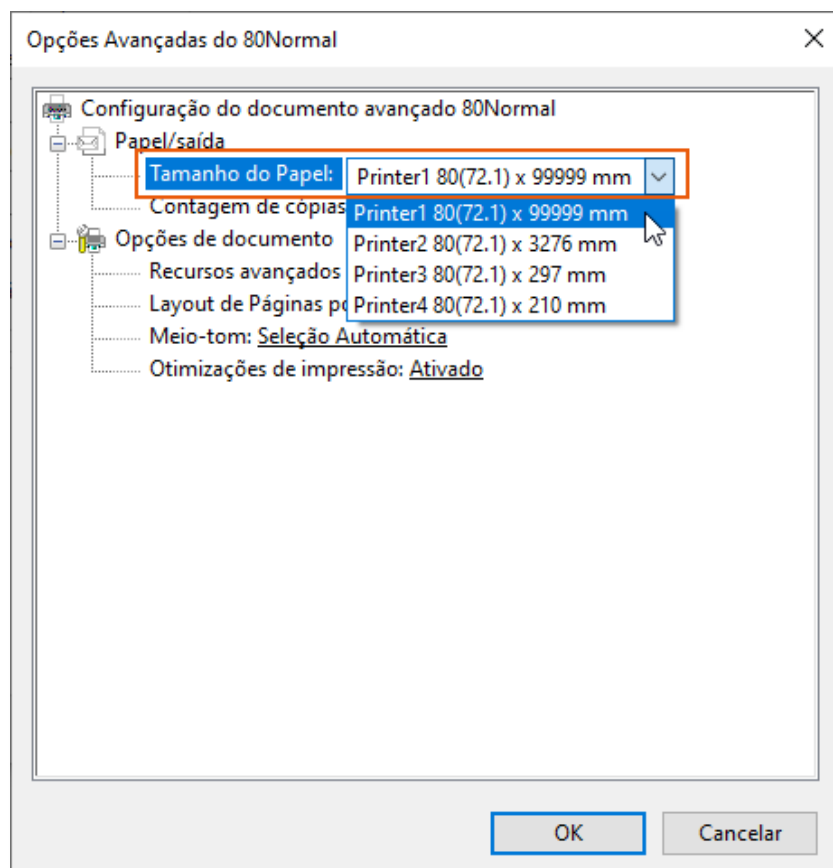 Opções Avançadas do 80Normal
Configuração do documento avançado 80Normal
Papel/saída
Tamanho do Papel: Printer1 80(72.1) x 99999 mm
Contagem de cópias
Printer1 80(72.1) x 99999 mm
Opções de documento
Printer2 80(72.1) x 3276 mm
Recursos avançados
Printer3 80(72.1) x 297 mm
Layout de Páginas
Printer4 80(72.1) x 210 mm
Meio-tom: Seleção Automática
Otimizações de impressão: Ativado
OK
Cancelar